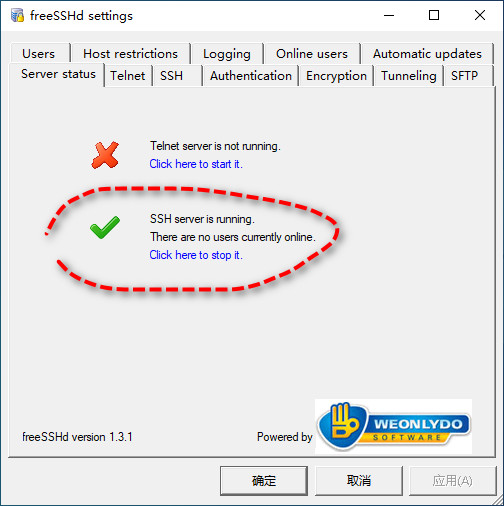 freeSSHd settings
Users Host restrictions Logging Online users Automatic updates
Server status Telnet SSH Authentication Encryption Tunneling SFTP
Telnet server is not running.
Click here to start it.
SSH server is running.
There are no users currently online.
Click here to stop it.
freeSSHd version 1.3.1 Powered by WEONLYDO
SOFTWARE
确定 取消 应用(A)